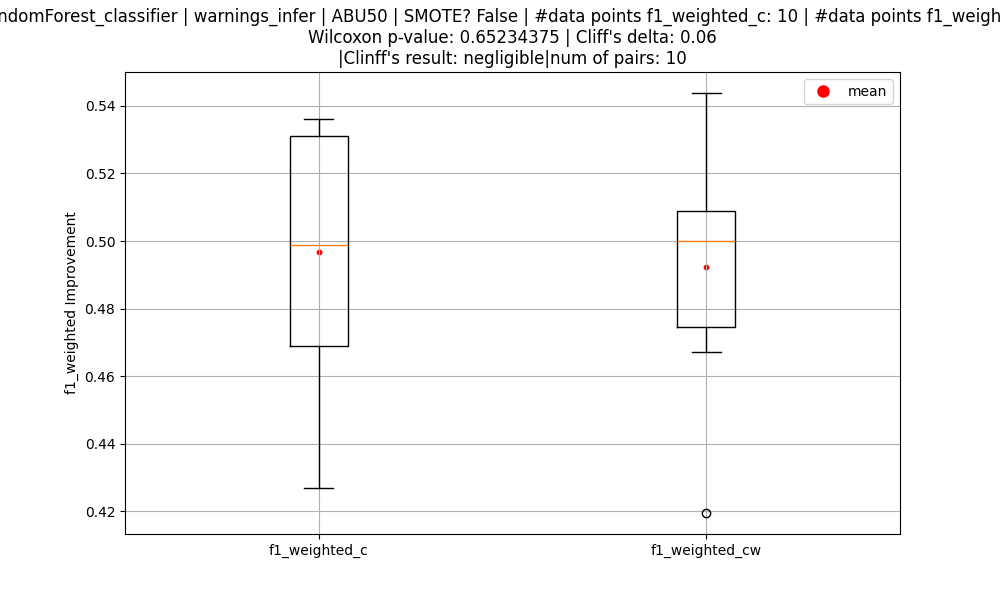 ndomForest_classifier | warnings_infer | ABU50 | SMOTE? False | #data points f1_weighted_c: 10 | #data points f1_weigh
Wilcoxon p-value: 0.65234375 | Cliff's delta: 0.06
|Clinff's result: negligible|num of pairs: 10
mean
0.54
0.52
0.50
0.48
0.46
0.44
0.42
f1_weighted Improvement
f1_weighted_c
f1_weighted_cw